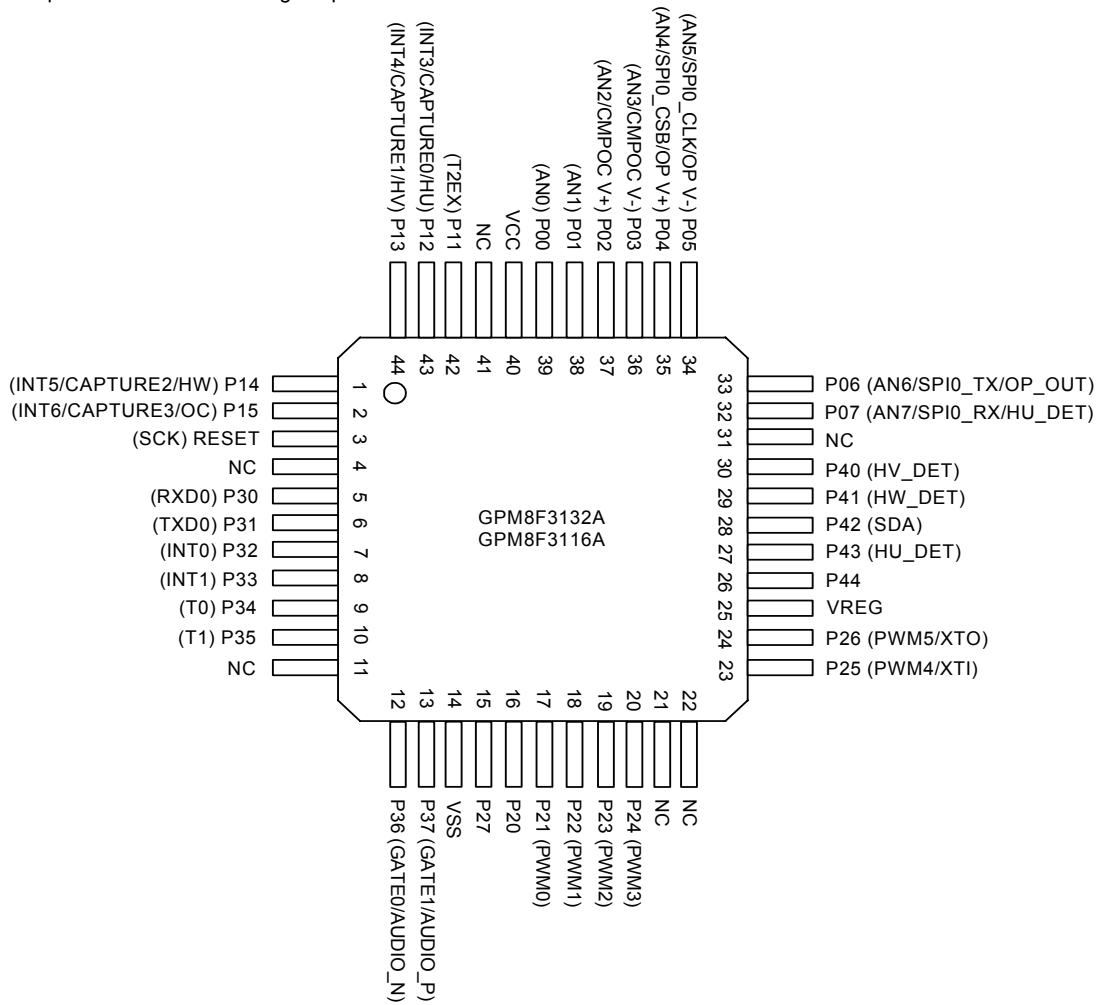 (INT4/CAPTURE1/HV) P13
(INT3/CAPTURE0/HU) P12
(T2EX) P11
NC
VCC
(AN0) P00
(AN1) P01
(AN2/CMPOC V+) P02
(AN3/CMPOC V-) P03
(AN4/SPI0_CSB/OP V+) P04
(AN5/SPI0_CLK/OP V-) P05
44
43
42
41
40
39
38
37
36
35
34
(INT5/CAPTURE2/HW) P14
(INT6/CAPTURE3/OC) P15
(SCK) RESET
NC
(RXD0) P30
(TXD0) P31
(INT0) P32
(INT1) P33
(T0) P34
(T1) P35
NC
1
2
3
4
5
6
7
8
9
10
11
GPM8F3132A
GPM8F3116A
33
32
31
30
29
28
27
26
25
24
23
P06 (AN6/SPI0_TX/OP_OUT)
P07 (AN7/SPI0_RX/HU_DET)
NC
P40 (HV_DET)
P41 (HW_DET)
P42 (SDA)
P43 (HU_DET)
P44
VREG
P26 (PWM5/XTO)
P25 (PWM4/XTI)
12
13
14
15
16
17
18
19
20
21
22
P36 (GATE0/AUDIO_N)
P37 (GATE1/AUDIO_P)
VSS
P27
P20
P21 (PWM0)
P22 (PWM1)
P23 (PWM2)
P24 (PWM3)
NC
NC